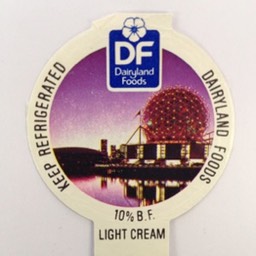 DF
Dairyland
Foods
KEEP REFRIGERATED
DAIRYLAND FOODS
10% B.F.
LIGHT CREAM